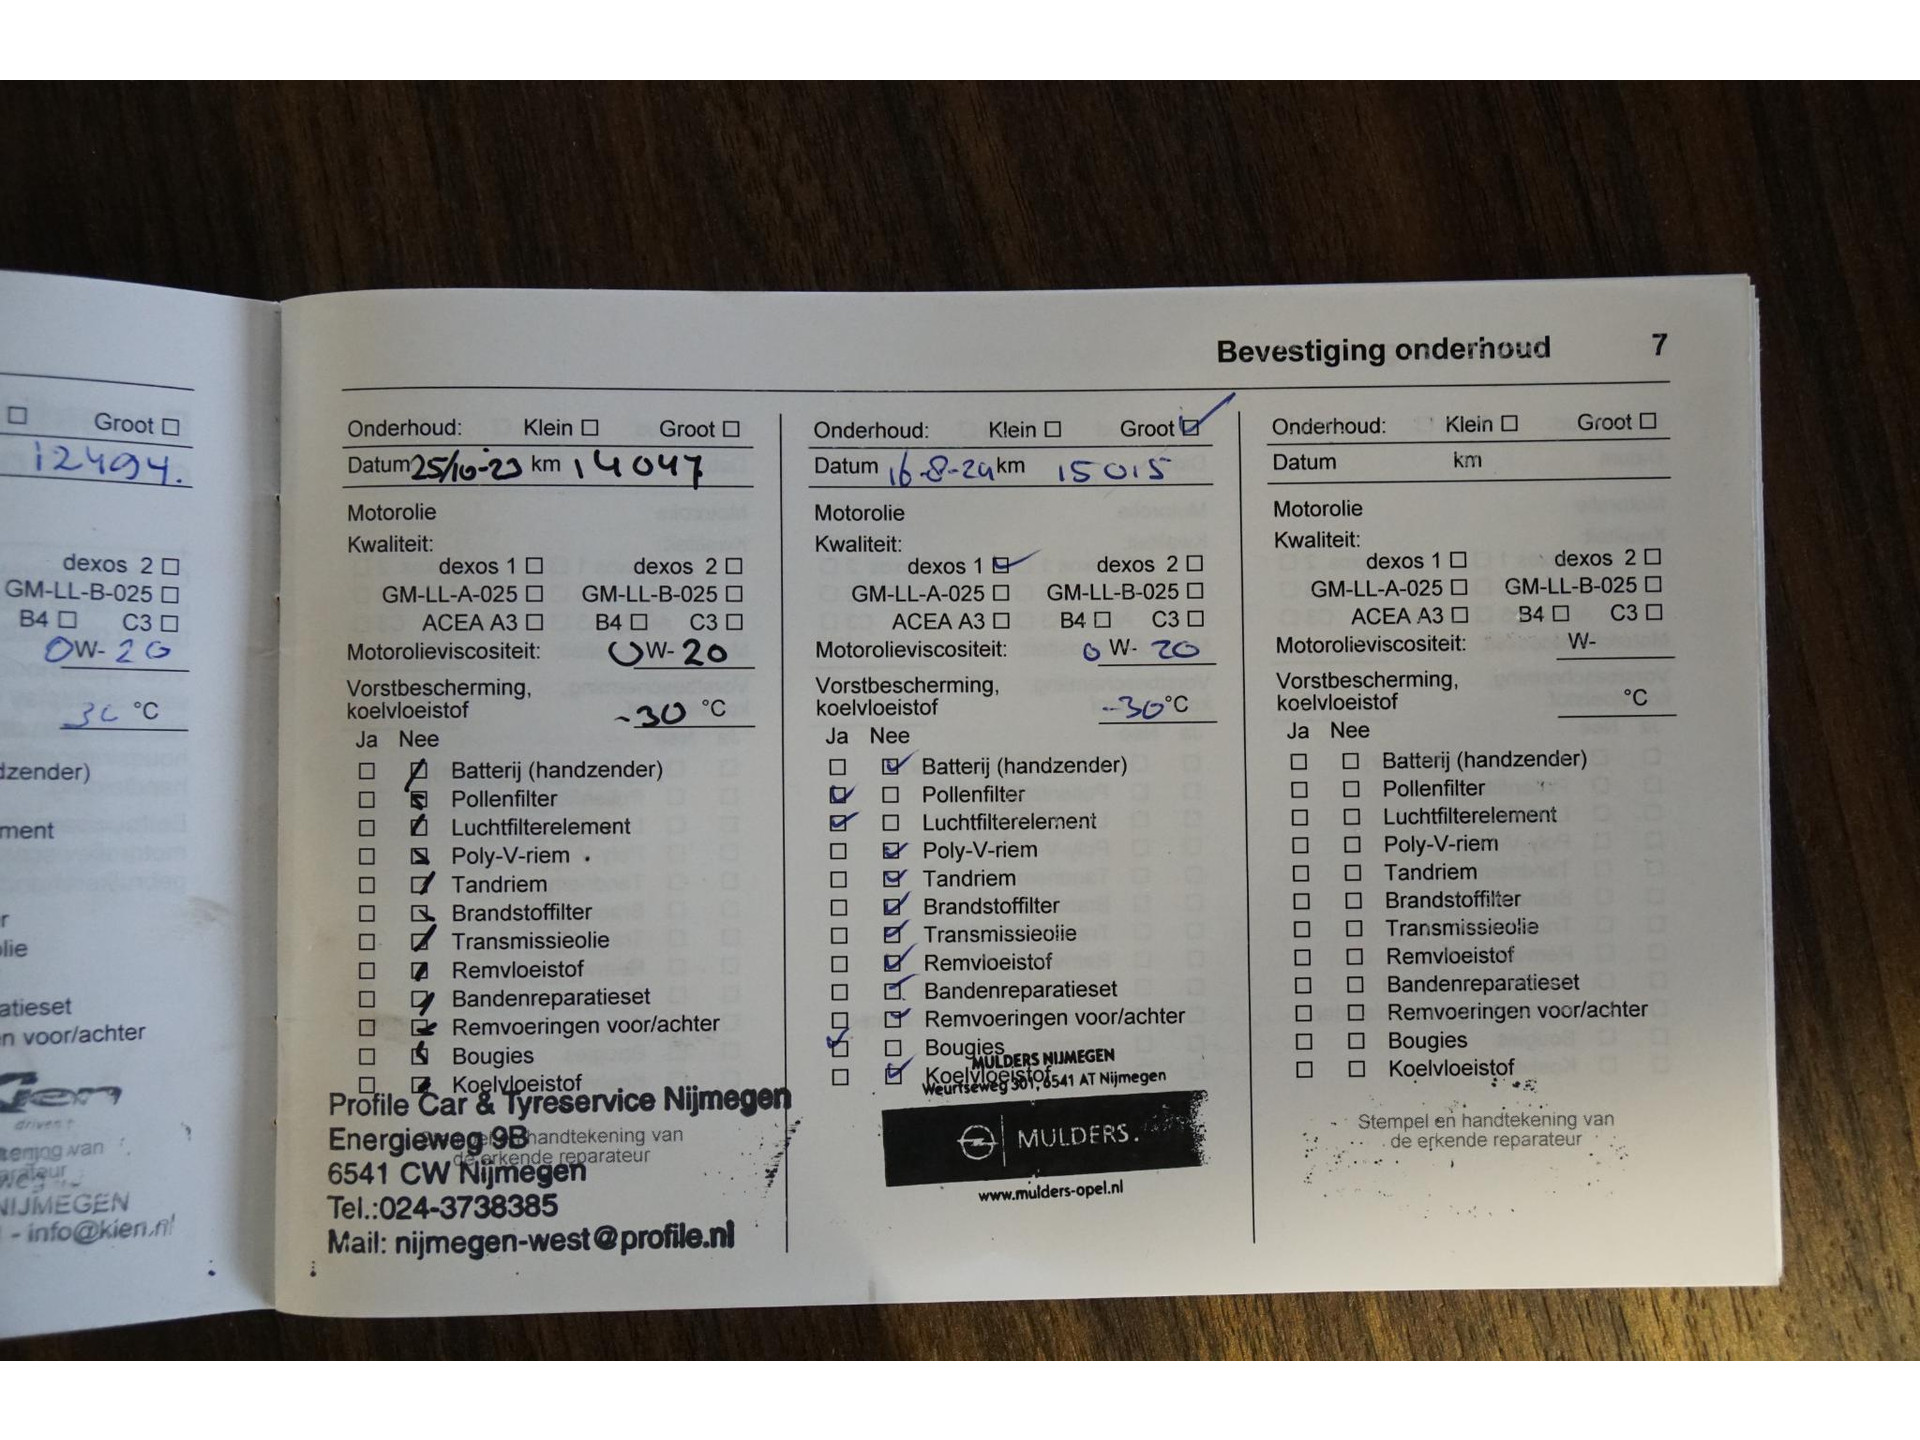 Groot
12494.
dexos 2
GM-LL-B-025
B4 C3
0W-20
30 °C
dzender)
ment
r
lie
atieset
n voor/achter
NIJMEGEN
- info@kien.nl
Bevestiging onderhoud 7
Onderhoud: Klein Groot
Datum 25/10-23 km 14047
Motorolie
Kwaliteit:
dexos 1 dexos 2
GM-LL-A-025 GM-LL-B-025
ACEA A3 B4 C3
Motorolieviscositeit: 0W-20
Vorstbescherming,
koelvloeistof -30 °C
Ja Nee
Batterij (handzender)
Pollenfilter
Luchtfilterelement
Poly-V-riem
Tandriem
Brandstoffilter
Transmissieolie
Remvloeistof
Bandenreparatieset
Remvoeringen voor/achter
Bougies
Koelvloeistof
Profile Car & Tyreservice Nijmegen
Energieweg 9B
handtekening van
de erkende reparateur
6541 CW Nijmegen
Tel.:024-3738385
Mail: nijmegen-west@profile.nl
Onderhoud: Klein Groot
Datum 16-8-24 km 15015
Motorolie
Kwaliteit:
dexos 1 dexos 2
GM-LL-A-025 GM-LL-B-025
ACEA A3 B4 C3
Motorolieviscositeit: 0 W- 20
Vorstbescherming,
koelvloeistof -30°C
Ja Nee
Batterij (handzender)
Pollenfilter
Luchtfilterelement
Poly-V-riem
Tandriem
Brandstoffilter
Transmissieolie
Remvloeistof
Bandenreparatieset
Remvoeringen voor/achter
Bougies
MULDERS NIJMEGEN
Koelvloeistof
Weurtseweg 301, 6541 AT Nijmegen
MULDERS.
www.mulders-opel.nl
Onderhoud: Klein Groot
Datum km
Motorolie
Kwaliteit:
dexos 1 dexos 2
GM-LL-A-025 GM-LL-B-025
ACEA A3 B4 C3
Motorolieviscositeit: W-
Vorstbescherming,
koelvloeistof °C
Ja Nee
Batterij (handzender)
Pollenfilter
Luchtfilterelement
Poly-V-riem
Tandriem
Brandstoffilter
Transmissieolie
Remvloeistof
Bandenreparatieset
Remvoeringen voor/achter
Bougies
Koelvloeistof
Stempel en handtekening van
de erkende reparateur